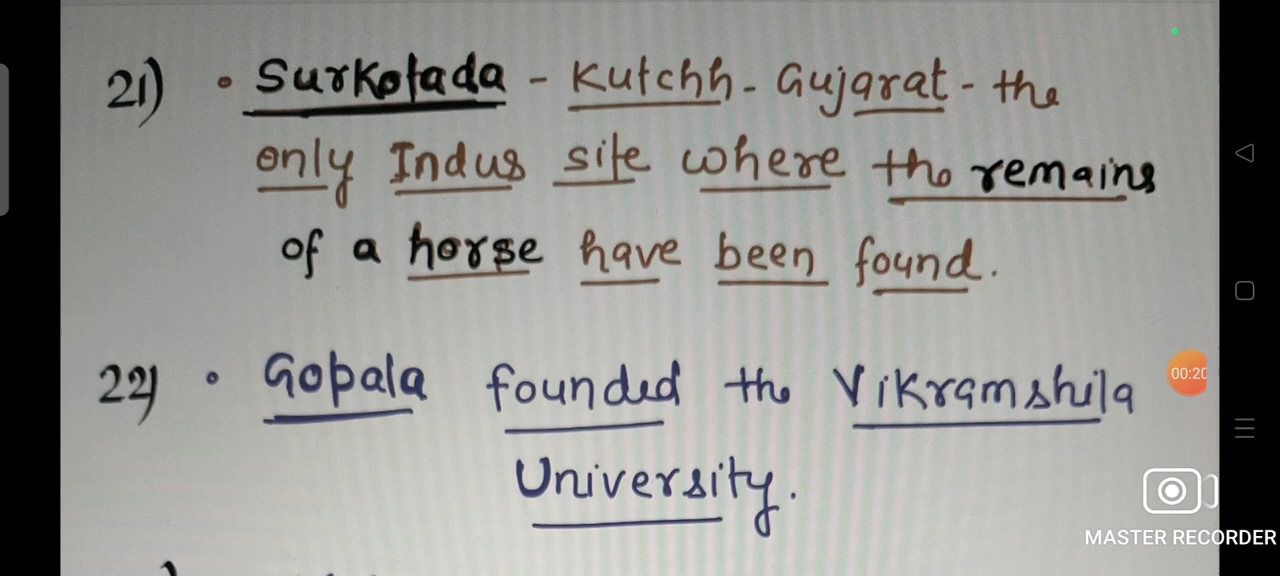 21) • Surkotada - Kutchh - Gujarat - the
only Indus site where the remains
of a horse have been found.
22) • Gopala founded the Vikramshila
University.
00:20
MASTER RECORDER